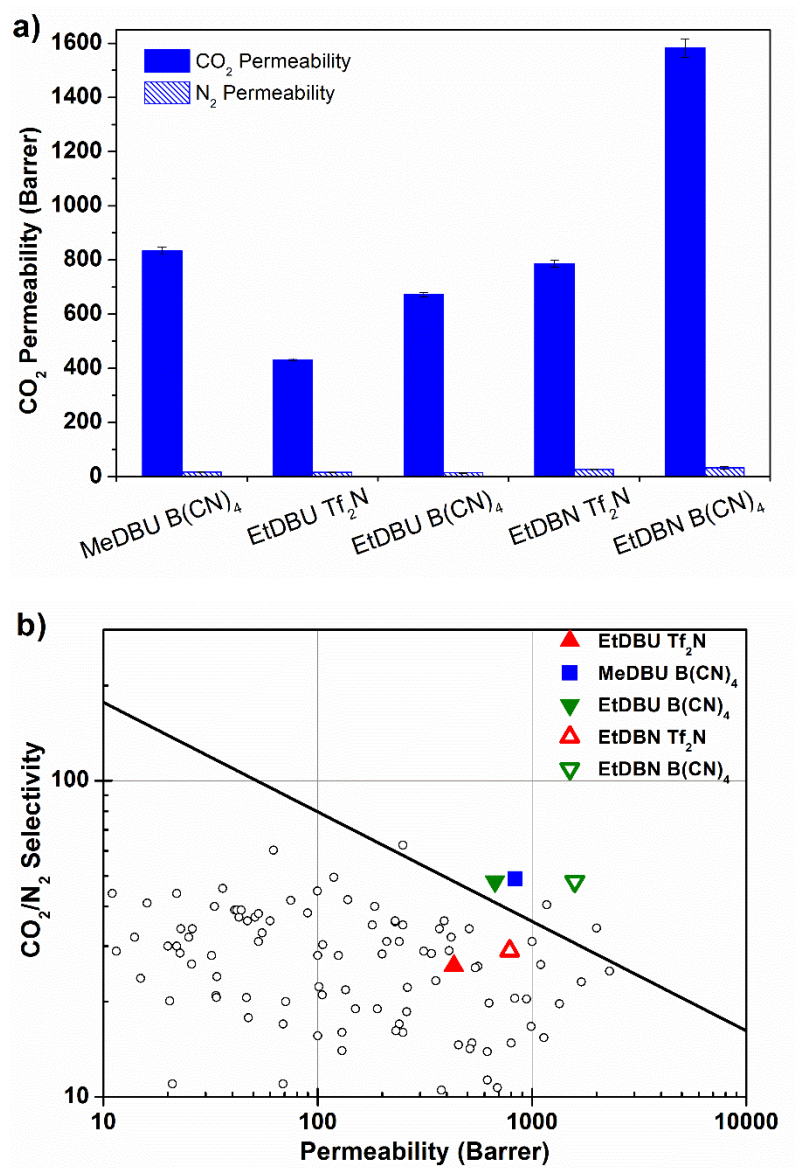 a)
CO₂ Permeability
N₂ Permeability
CO₂ Permeability (Barrer)
1600
1400
1200
1000
800
600
400
200
0
MeDBU B(CN)₄
EtDBU Tf₂N
EtDBU B(CN)₄
EtDBN Tf₂N
EtDBN B(CN)₄
b)
EtDBU Tf₂N
MeDBU B(CN)₄
EtDBU B(CN)₄
EtDBN Tf₂N
EtDBN B(CN)₄
CO₂/N₂ Selectivity
100
10
10
100
1000
10000
Permeability (Barrer)